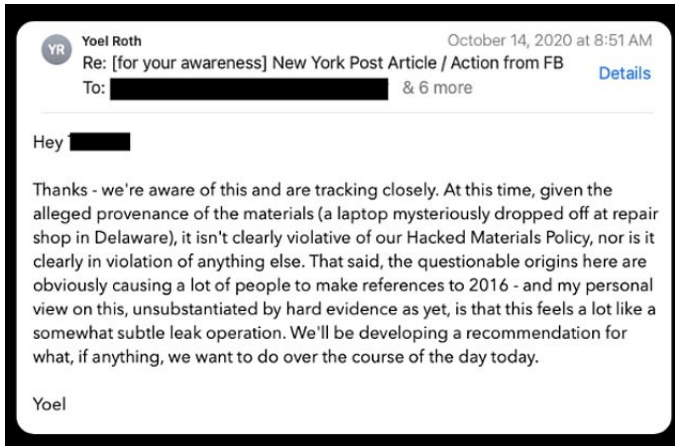 YR
Yoel Roth
October 14, 2020 at 8:51 AM
Re: [for your awareness] New York Post Article / Action from FB
Details
To:
& 6 more
Hey
Thanks - we're aware of this and are tracking closely. At this time, given the
alleged provenance of the materials (a laptop mysteriously dropped off at repair
shop in Delaware), it isn't clearly violative of our Hacked Materials Policy, nor is it
clearly in violation of anything else. That said, the questionable origins here are
obviously causing a lot of people to make references to 2016 - and my personal
view on this, unsubstantiated by hard evidence as yet, is that this feels a lot like a
somewhat subtle leak operation. We'll be developing a recommendation for
what, if anything, we want to do over the course of the day today.
Yoel